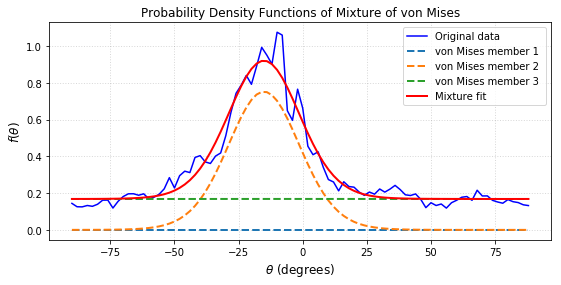 Probability Density Functions of Mixture of von Mises
Original data
von Mises member 1
von Mises member 2
von Mises member 3
Mixture fit
f(θ)
1.0
0.8
0.6
0.4
0.2
0.0
−75 −50 −25 0 25 50 75
θ (degrees)